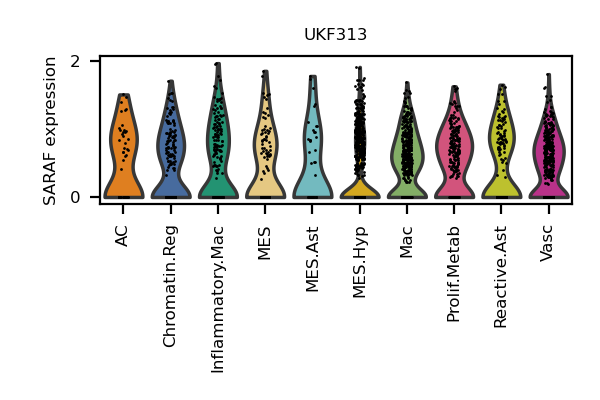 UKF313
SARAF expression
2
0
AC
Chromatin.Reg
Inflammatory.Mac
MES
MES.Ast
MES.Hyp
Mac
Prolif.Metab
Reactive.Ast
Vasc